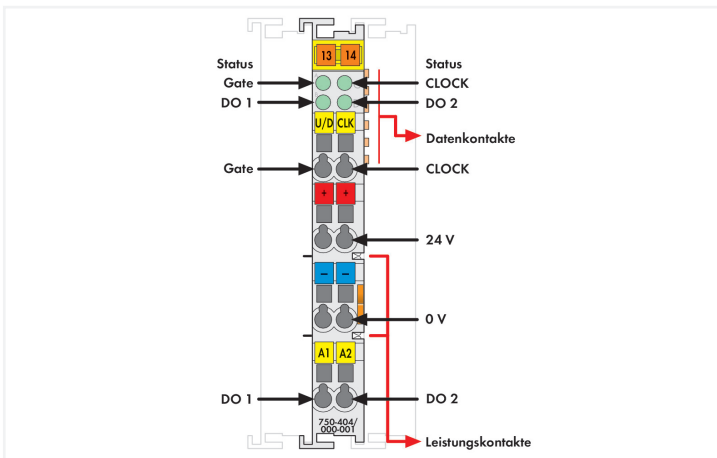 13 14
Status Status
Gate CLOCK
DO 1 DO 2
U/D CLK
Datenkontakte
Gate CLOCK
+ +
24 V
− −
0 V
A1 A2
DO 1 DO 2
750-404/
000-001
Leistungskontakte